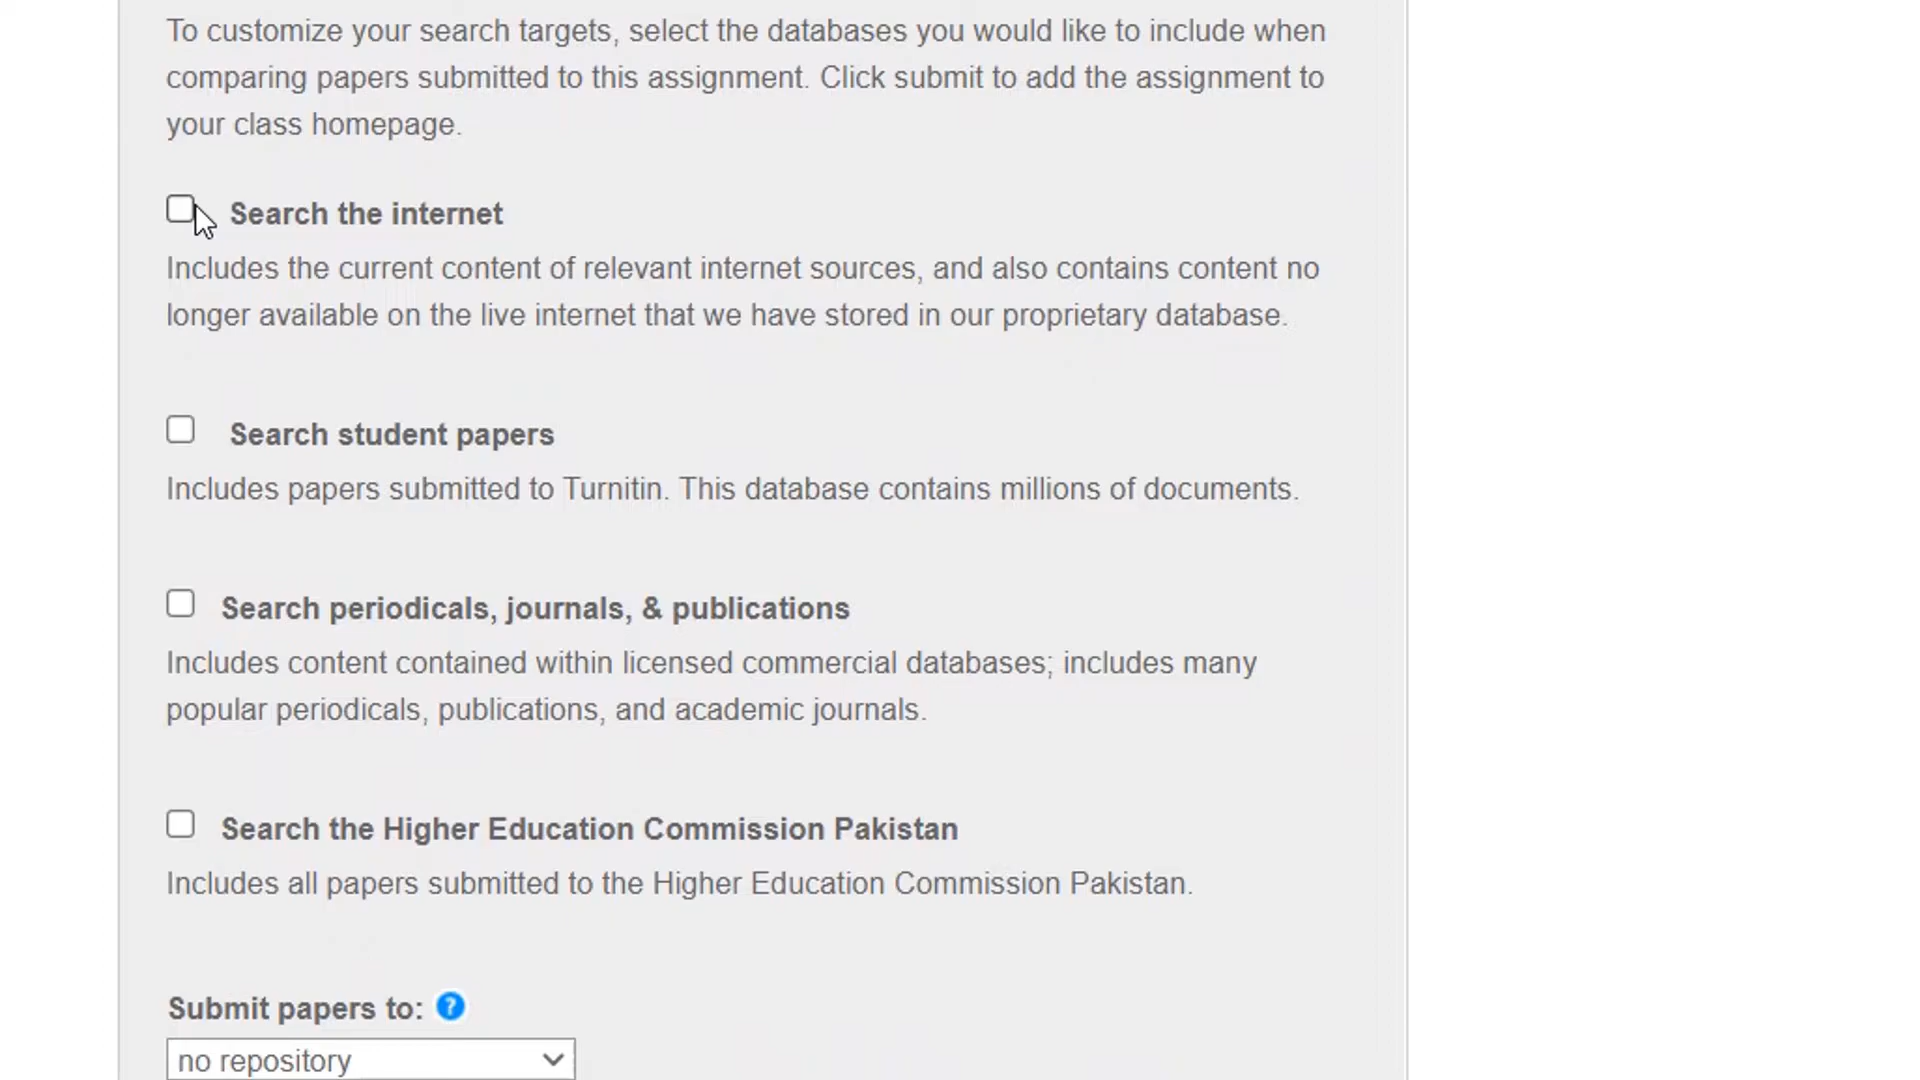 To customize your search targets, select the databases you would like to include when
comparing papers submitted to this assignment. Click submit to add the assignment to
your class homepage.
Search the internet
Includes the current content of relevant internet sources, and also contains content no
longer available on the live internet that we have stored in our proprietary database.
Search student papers
Includes papers submitted to Turnitin. This database contains millions of documents.
Search periodicals, journals, & publications
Includes content contained within licensed commercial databases; includes many
popular periodicals, publications, and academic journals.
Search the Higher Education Commission Pakistan
Includes all papers submitted to the Higher Education Commission Pakistan.
Submit papers to: ?
no repository